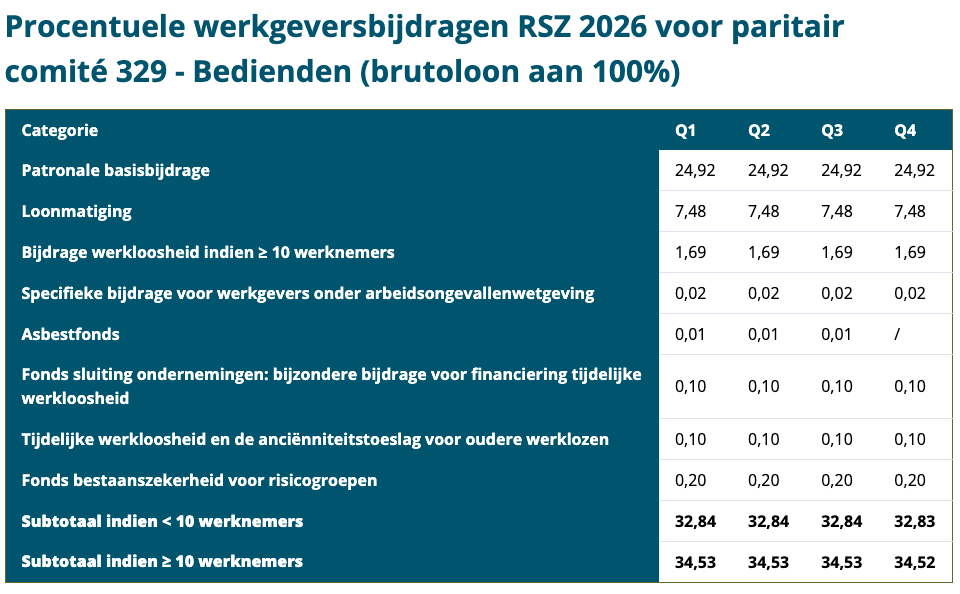 Procentuele werkgeversbijdragen RSZ 2026 voor paritair
comité 329 - Bedienden (brutoloon aan 100%)
Categorie Q1 Q2 Q3 Q4
Patronale basisbijdrage 24,92 24,92 24,92 24,92
Loonmatiging 7,48 7,48 7,48 7,48
Bijdrage werkloosheid indien ≥ 10 werknemers 1,69 1,69 1,69 1,69
Specifieke bijdrage voor werkgevers onder arbeidsongevallenwetgeving 0,02 0,02 0,02 0,02
Asbestfonds 0,01 0,01 0,01 /
Fonds sluiting ondernemingen: bijzondere bijdrage voor financiering tijdelijke
werkloosheid 0,10 0,10 0,10 0,10
Tijdelijke werkloosheid en de anciënniteitstoeslag voor oudere werklozen 0,10 0,10 0,10 0,10
Fonds bestaanszekerheid voor risicogroepen 0,20 0,20 0,20 0,20
Subtotaal indien < 10 werknemers 32,84 32,84 32,84 32,83
Subtotaal indien ≥ 10 werknemers 34,53 34,53 34,53 34,52